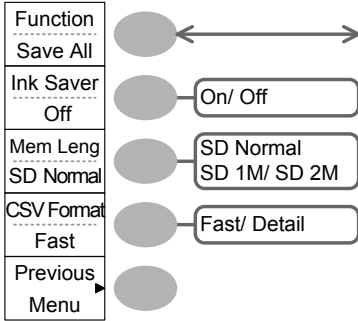 Function
Save All
Ink Saver
Off
On/ Off
Mem Leng
SD Normal
SD Normal
SD 1M/ SD 2M
CSV Format
Fast
Fast/ Detail
Previous
Menu